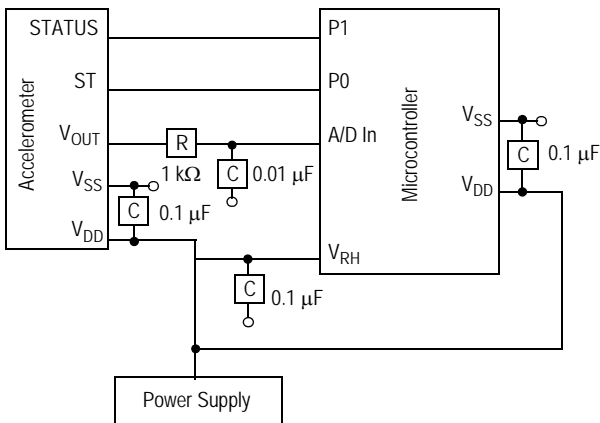 STATUS
ST
V_OUT
V_SS
V_DD
Accelerometer
R
1 kΩ
C 0.01 μF
C
0.1 μF
P1
P0
A/D In
V_RH
Microcontroller
V_SS
V_DD
C 0.1 μF
C
0.1 μF
Power Supply